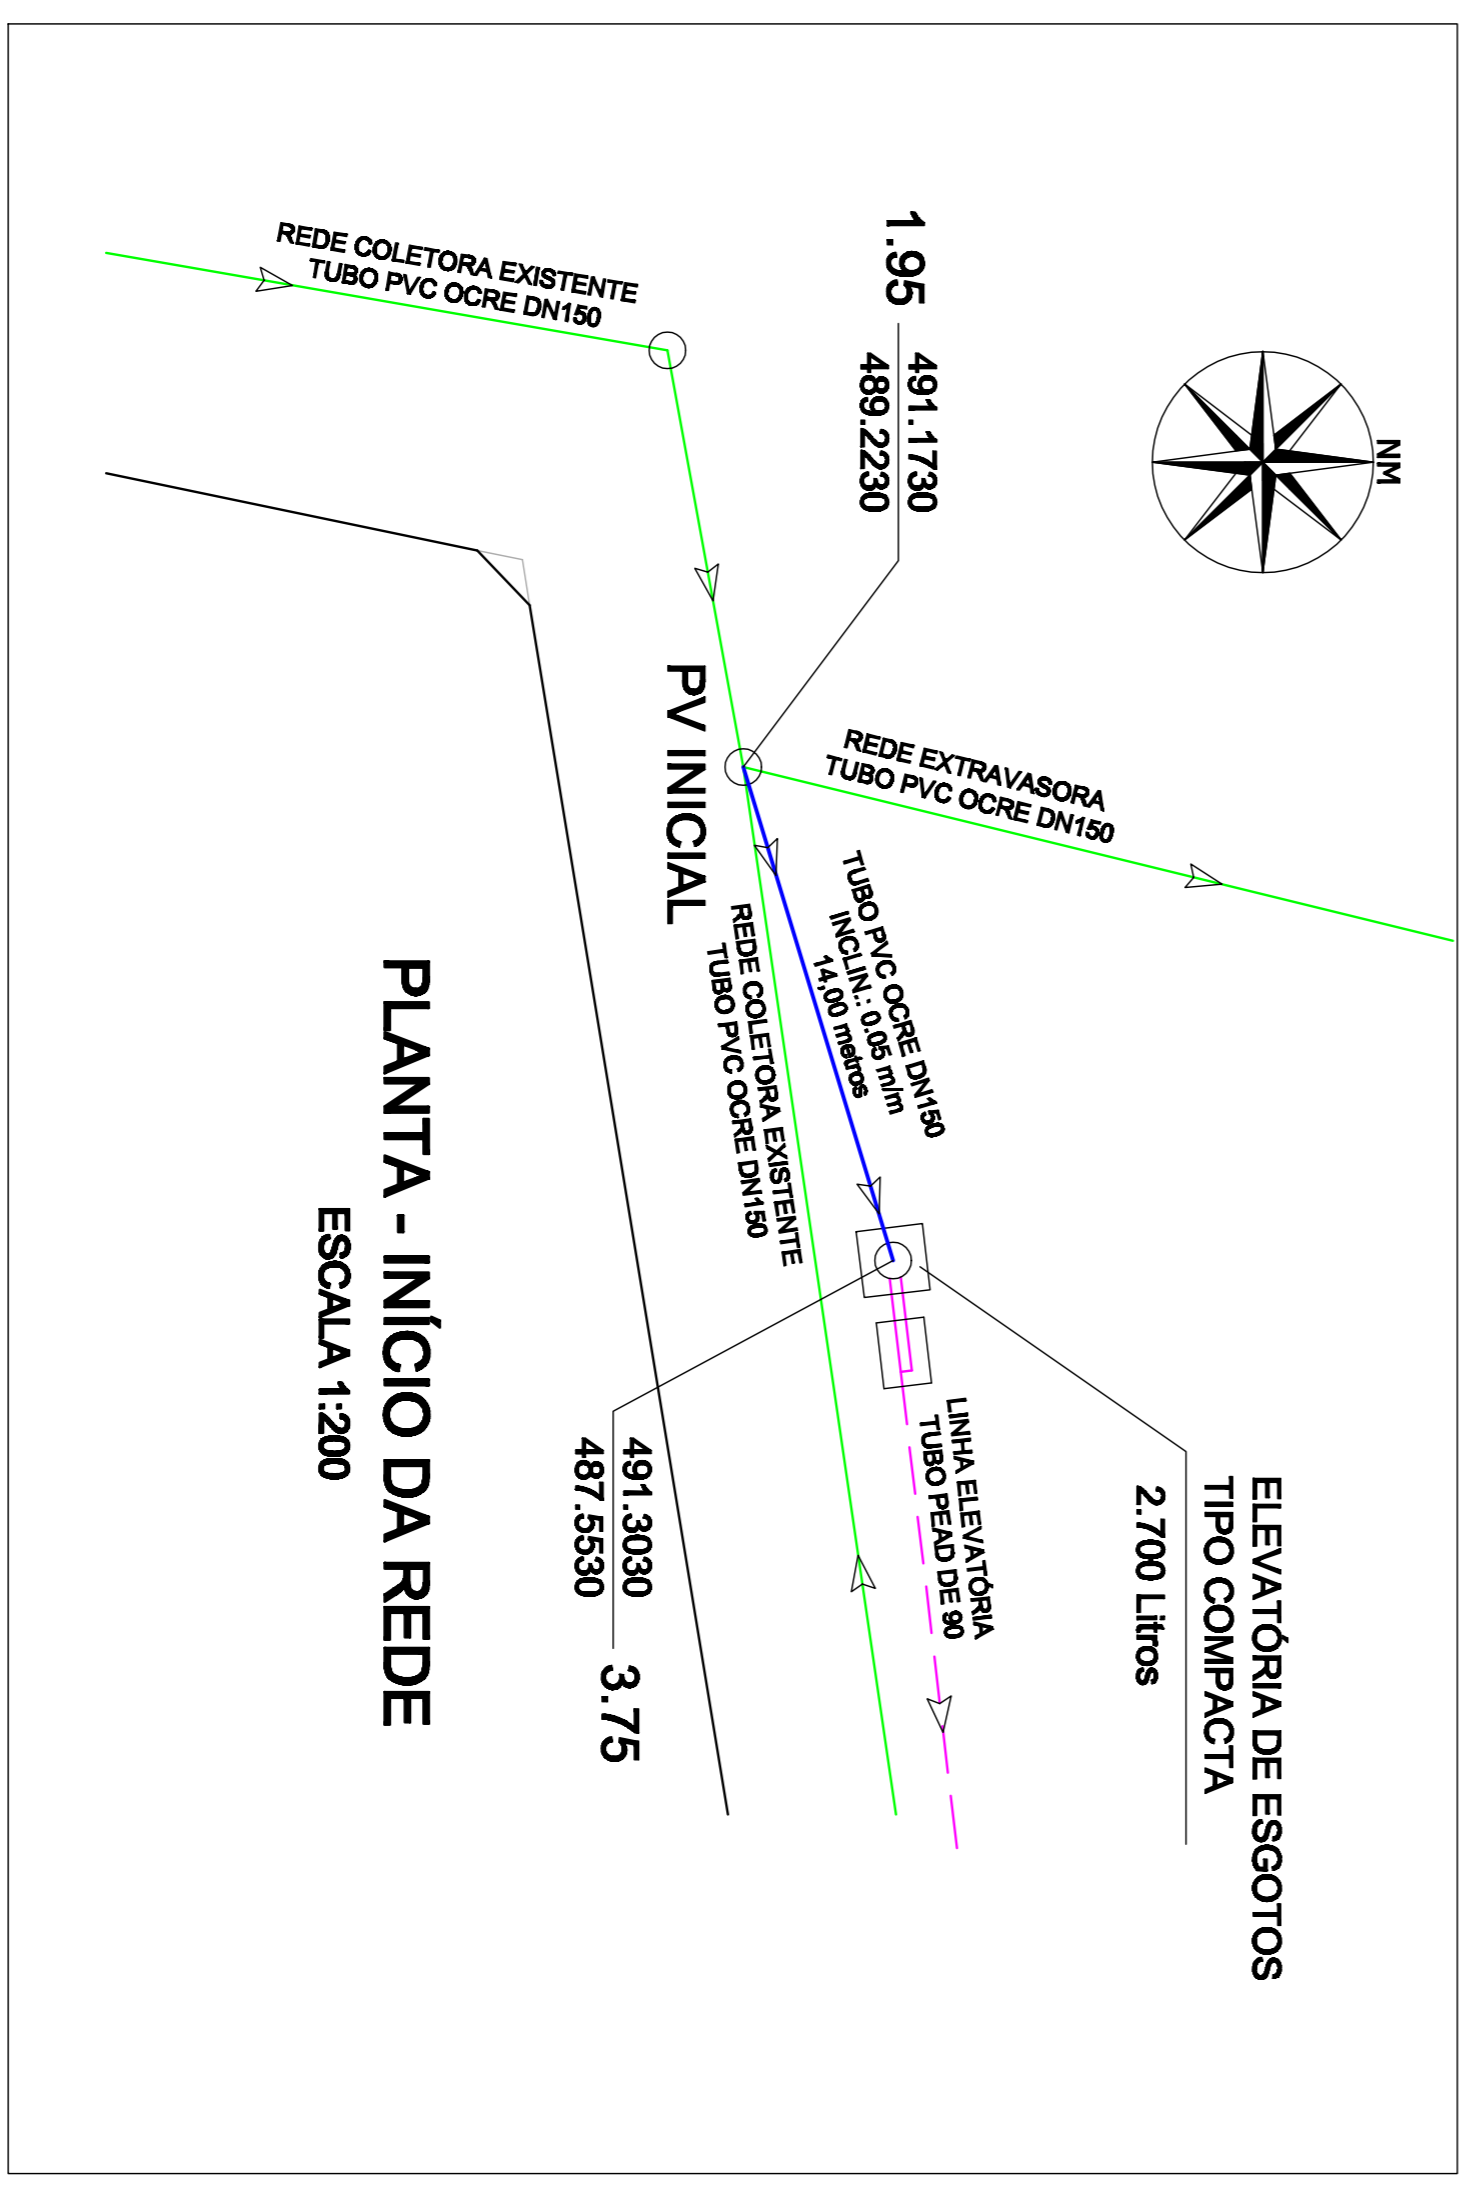 NM
1.95
491.1730
489.2230
REDE COLETORA EXISTENTE
TUBO PVC OCRE DN150
REDE EXTRAVASORA
TUBO PVC OCRE DN150
PV INICIAL
TUBO PVC OCRE DN150
INCLIN.: 0.05 m/m
14,00 metros
REDE COLETORA EXISTENTE
TUBO PVC OCRE DN150
ELEVATÓRIA DE ESGOTOS
TIPO COMPACTA
2.700 Litros
LINHA ELEVATÓRIA
TUBO PEAD DE 90
491.3030
487.5530
3.75
PLANTA - INÍCIO DA REDE
ESCALA 1:200